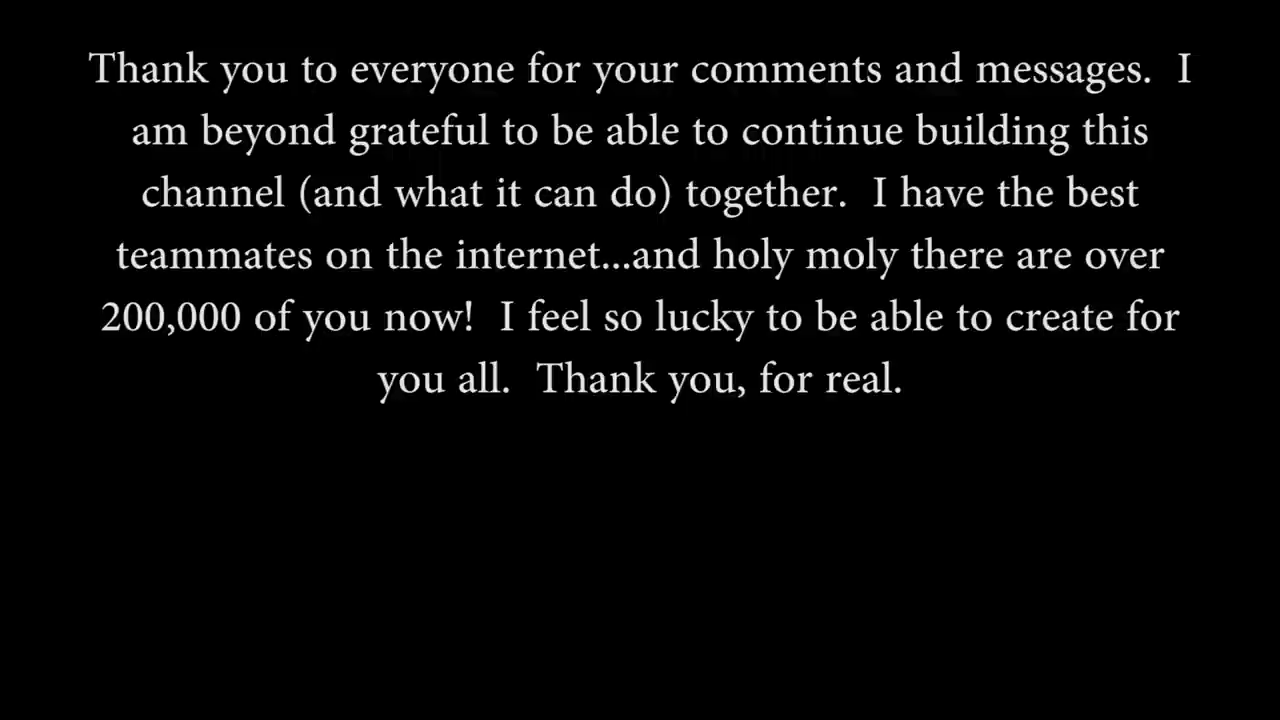 Thank you to everyone for your comments and messages.  I
am beyond grateful to be able to continue building this
channel (and what it can do) together.  I have the best
teammates on the internet...and holy moly there are over
200,000 of you now!  I feel so lucky to be able to create for
you all.  Thank you, for real.